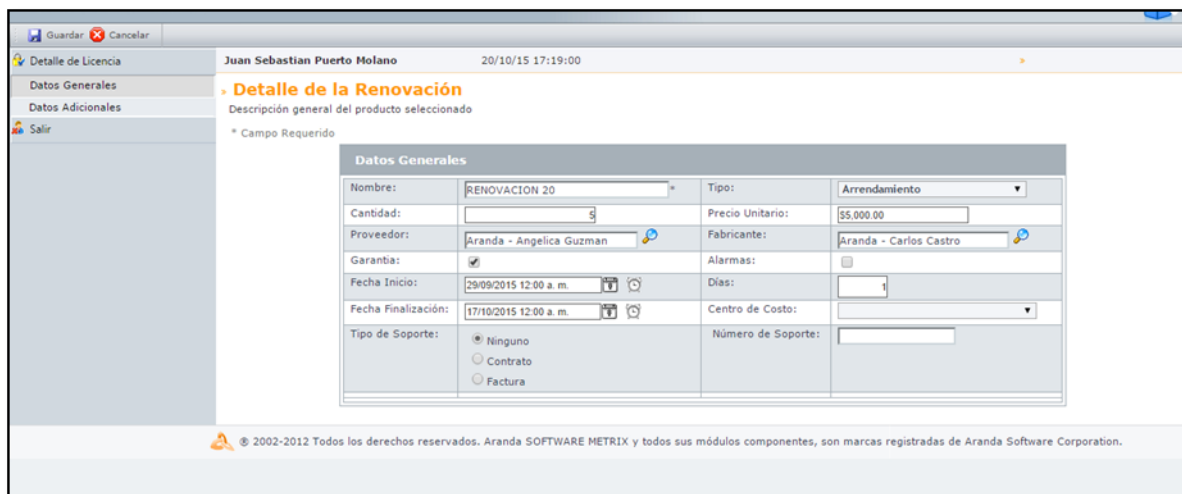 Guardar Cancelar
Detalle de Licencia
Datos Generales
Datos Adicionales
Salir
Juan Sebastian Puerto Molano 20/10/15 17:19:00 »
» Detalle de la Renovación
Descripción general del producto seleccionado
* Campo Requerido
Datos Generales
Nombre: RENOVACION 20 * Tipo: Arrendamiento
Cantidad: 5 Precio Unitario: $5,000.00
Proveedor: Aranda - Angelica Guzman Fabricante: Aranda - Carlos Castro
Garantia: Alarmas:
Fecha Inicio: 29/09/2015 12:00 a. m. Días: 1
Fecha Finalización: 17/10/2015 12:00 a. m. Centro de Costo:
Tipo de Soporte: Ninguno Número de Soporte:
Contrato
Factura
® 2002-2012 Todos los derechos reservados. Aranda SOFTWARE METRIX y todos sus módulos componentes, son marcas registradas de Aranda Software Corporation.